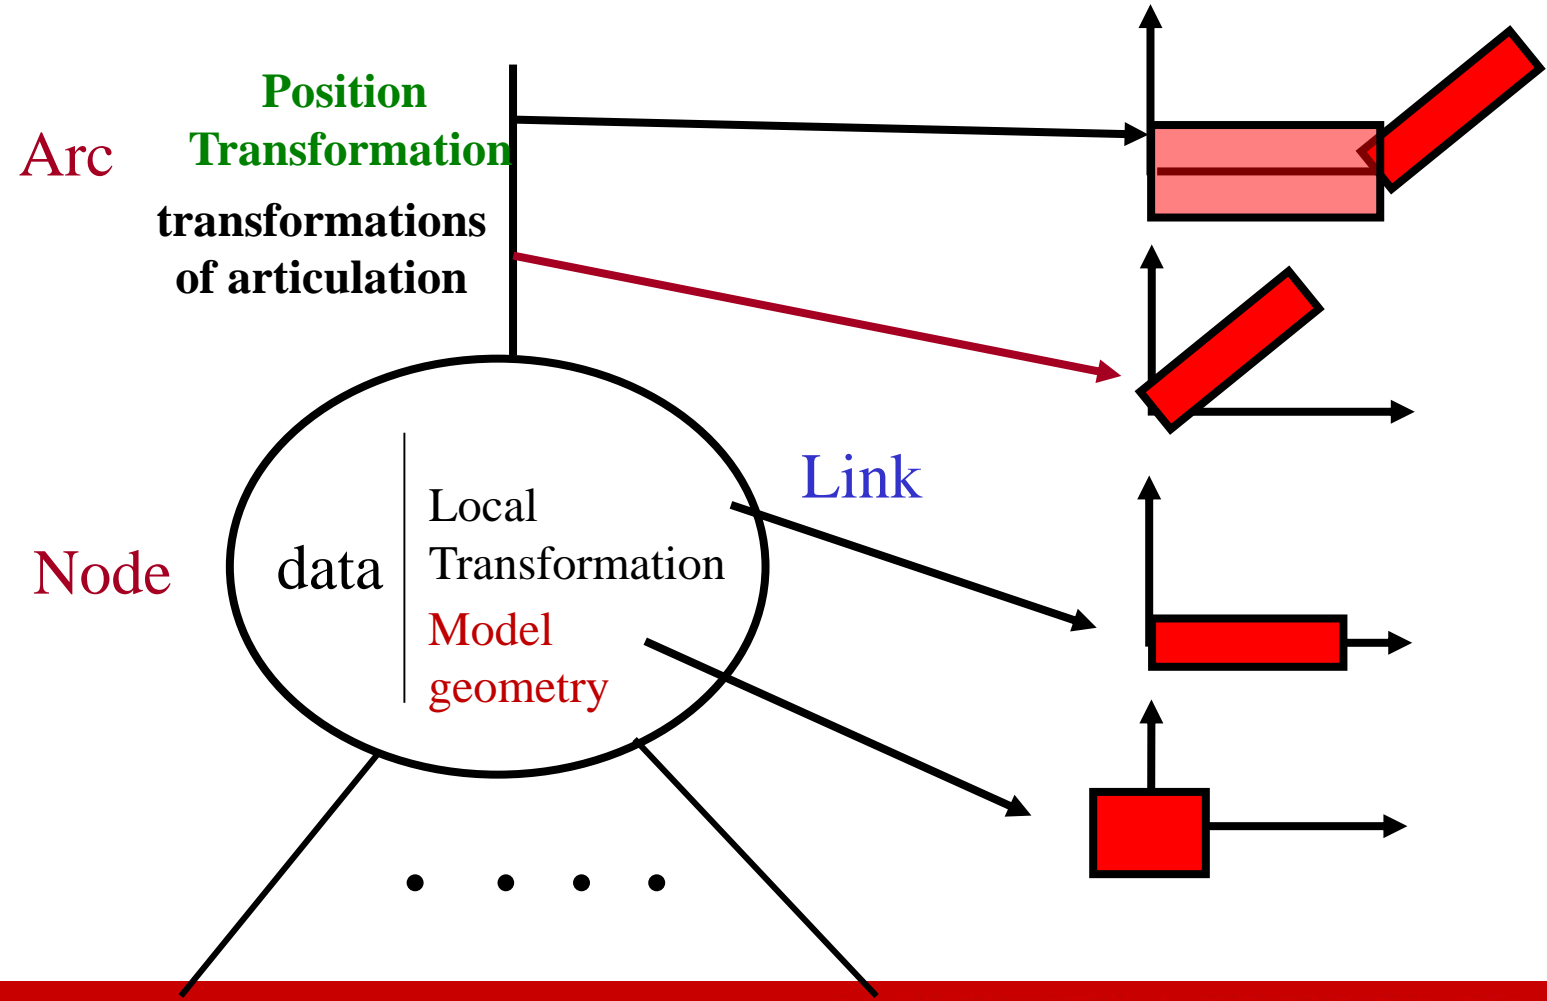 Position
Transformation
Arc
transformations
of articulation
Link
Local
Transformation
data
Node
Model
geometry